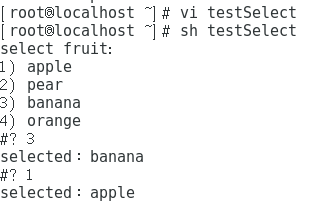 [root@localhost ~]# vi testSelect
[root@localhost ~]# sh testSelect
select fruit:
1) apple
2) pear
3) banana
4) orange
#? 3
selected: banana
#? 1
selected: apple